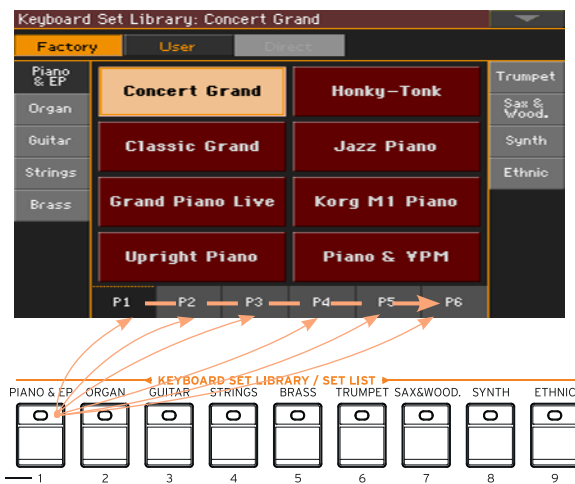 Keyboard Set Library: Concert Grand
Factory User Direct
Piano & EP
Organ
Guitar
Strings
Brass
Concert Grand Honky-Tonk
Classic Grand Jazz Piano
Grand Piano Live Korg M1 Piano
Upright Piano Piano & VPM
Trumpet
Sax & Wood.
Synth
Ethnic
P1 P2 P3 P4 P5 P6
KEYBOARD SET LIBRARY / SET LIST
PIANO & EP ORGAN GUITAR STRINGS BRASS TRUMPET SAX&WOOD. SYNTH ETHNIC
1 2 3 4 5 6 7 8 9